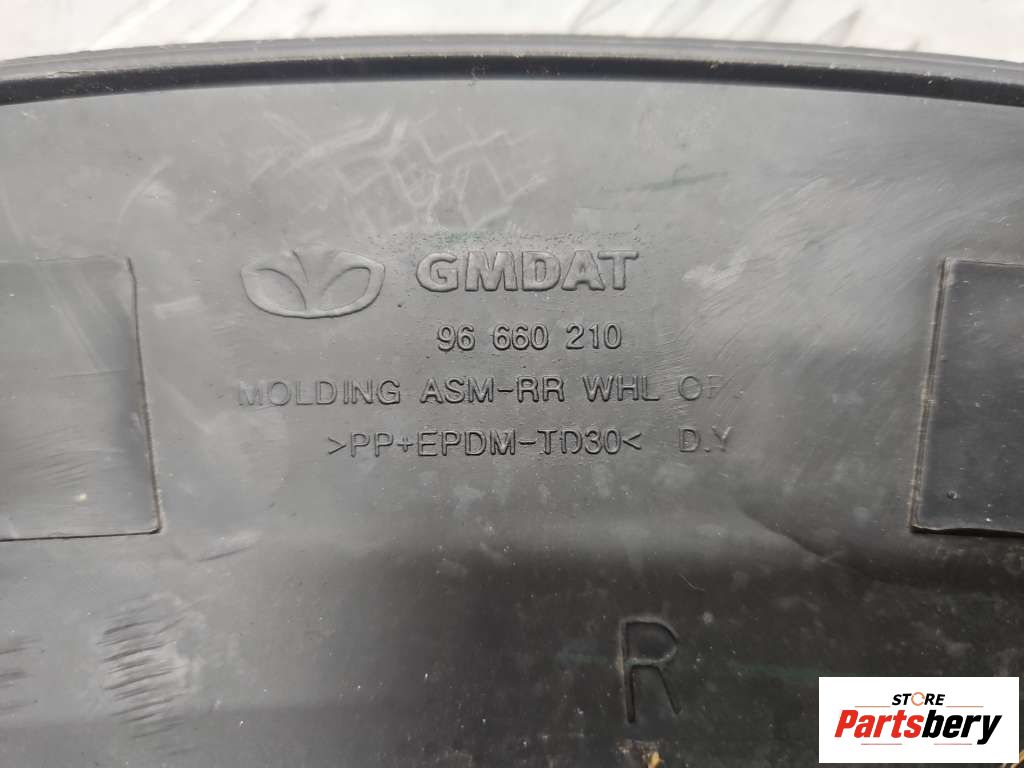 GMDAT
96 660 210
MOLDING ASM-RR WHL
>PP+EPDM-TD30< D.Y
R
STORE
Partsbery